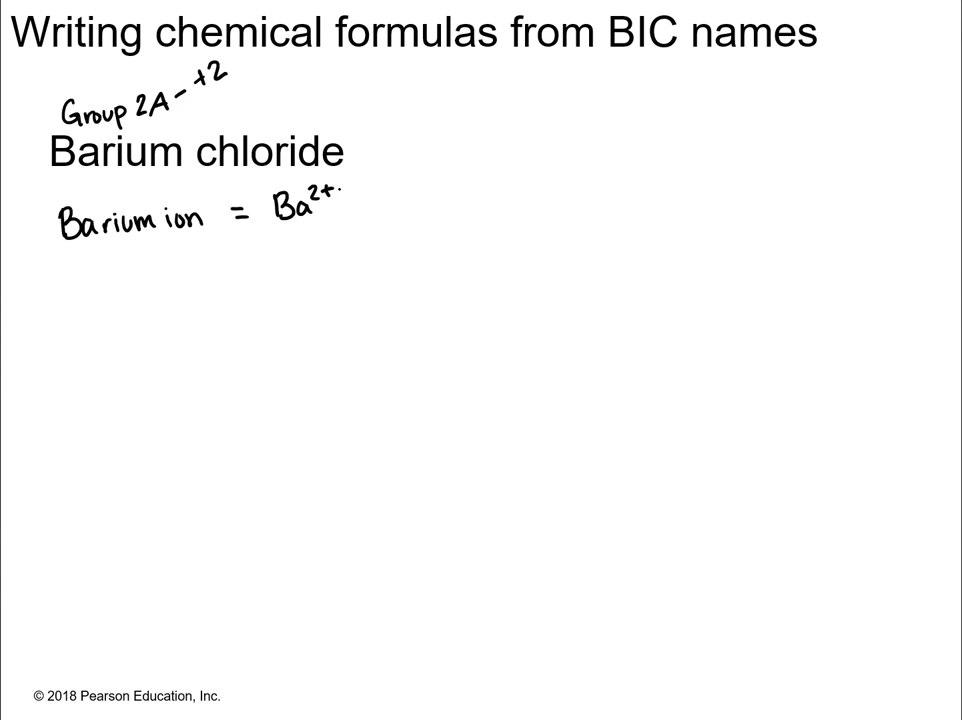 Writing chemical formulas from BIC names
Group 2A - +2
Barium chloride
Barium ion = Ba²⁺
© 2018 Pearson Education, Inc.